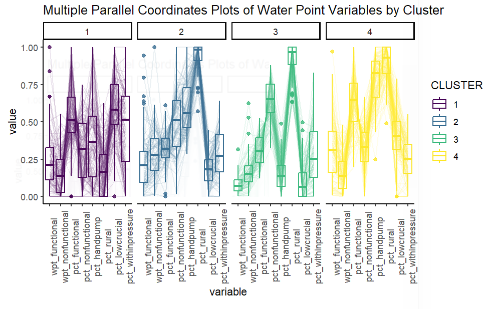 Multiple Parallel Coordinates Plots of Water Point Variables by Cluster
1 2 3 4
1.00
0.75
0.50
0.25
0.00
value
wpt_functional wpt_nonfunctional pct_functional pct_nonfunctional pct_handpump pct_rural pct_lowcrucial pct_withinpressure
wpt_functional wpt_nonfunctional pct_functional pct_nonfunctional pct_handpump pct_rural pct_lowcrucial pct_withinpressure
wpt_functional wpt_nonfunctional pct_functional pct_nonfunctional pct_handpump pct_rural pct_lowcrucial pct_withinpressure
wpt_functional wpt_nonfunctional pct_functional pct_nonfunctional pct_handpump pct_rural pct_lowcrucial pct_withinpressure
variable
CLUSTER
1
2
3
4